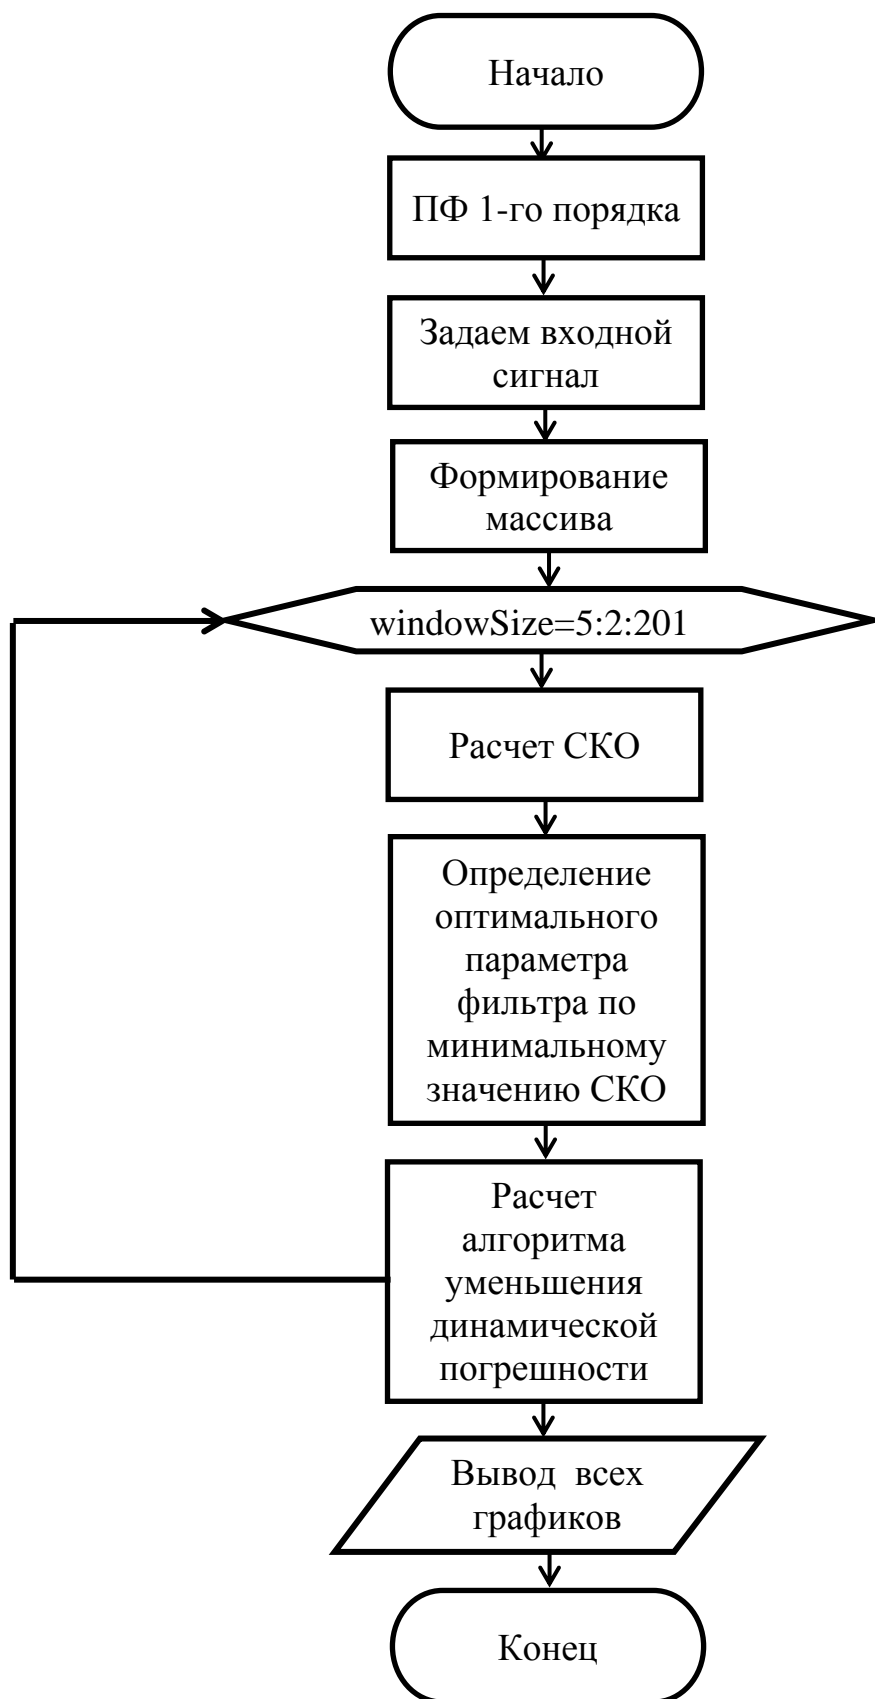 Начало
ПФ 1-го порядка
Задаем входной
сигнал
Формирование
массива
windowSize=5:2:201
Расчет СКО
Определение
оптимального
параметра
фильтра по
минимальному
значению СКО
Расчет
алгоритма
уменьшения
динамической
погрешности
Вывод всех
графиков
Конец